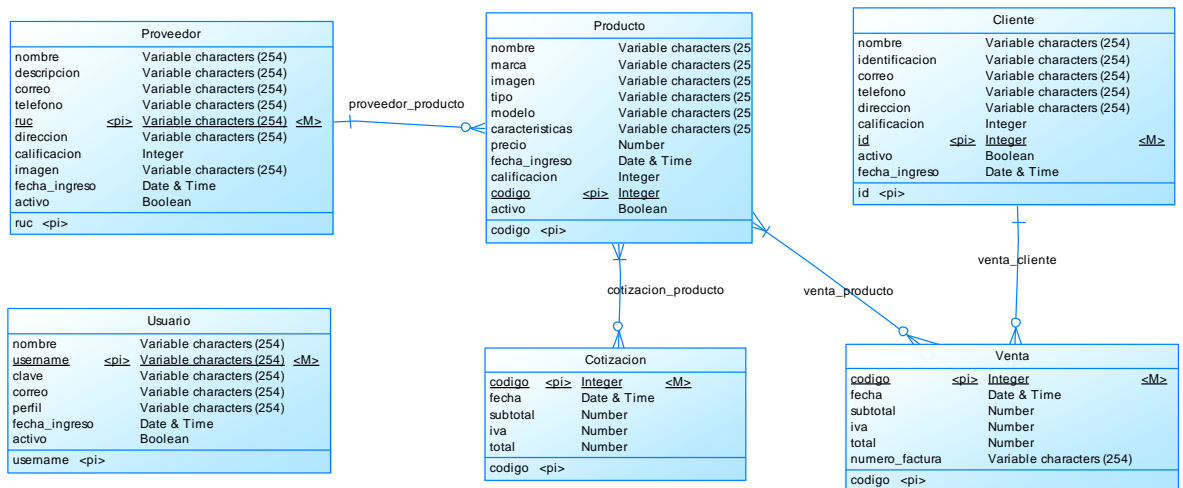 Proveedor
nombre Variable characters (254)
descripcion Variable characters (254)
correo Variable characters (254)
telefono Variable characters (254)
ruc <pi> Variable characters (254) <M>
direccion Variable characters (254)
calificacion Integer
imagen Variable characters (254)
fecha_ingreso Date & Time
activo Boolean
ruc <pi>
proveedor_producto
Producto
nombre Variable characters (25
marca Variable characters (25
imagen Variable characters (25
tipo Variable characters (25
modelo Variable characters (25
caracteristicas Variable characters (25
precio Number
fecha_ingreso Date & Time
calificacion Integer
codigo <pi> Integer
activo Boolean
codigo <pi>
Cliente
nombre Variable characters (254)
identificacion Variable characters (254)
correo Variable characters (254)
telefono Variable characters (254)
direccion Variable characters (254)
calificacion Integer
id <pi> Integer <M>
activo Boolean
fecha_ingreso Date & Time
id <pi>
cotizacion_producto
venta_producto
venta_cliente
Usuario
nombre Variable characters (254)
username <pi> Variable characters (254) <M>
clave Variable characters (254)
correo Variable characters (254)
perfil Variable characters (254)
fecha_ingreso Date & Time
activo Boolean
username <pi>
Cotizacion
codigo <pi> Integer <M>
fecha Date & Time
subtotal Number
iva Number
total Number
codigo <pi>
Venta
codigo <pi> Integer <M>
fecha Date & Time
subtotal Number
iva Number
total Number
numero_factura Variable characters (254)
codigo <pi>